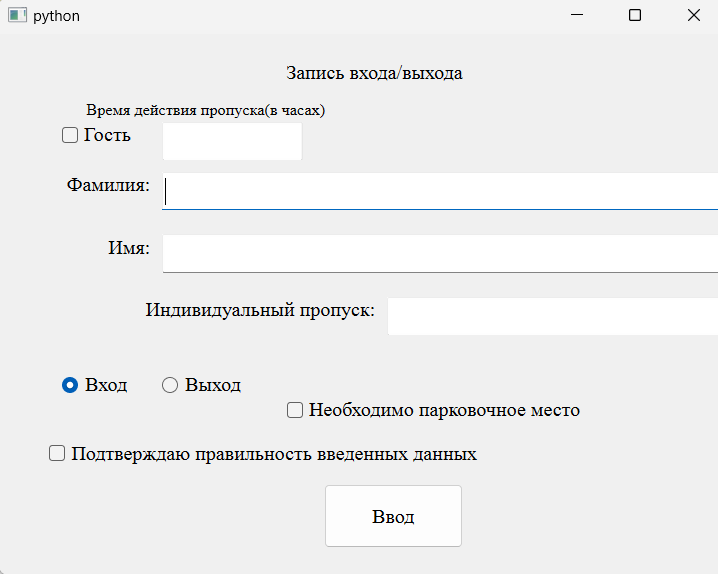 python
Запись входа/выхода
Время действия пропуска(в часах)
Гость
Фамилия:
Имя:
Индивидуальный пропуск:
Вход Выход
Необходимо парковочное место
Подтверждаю правильность введенных данных
Ввод